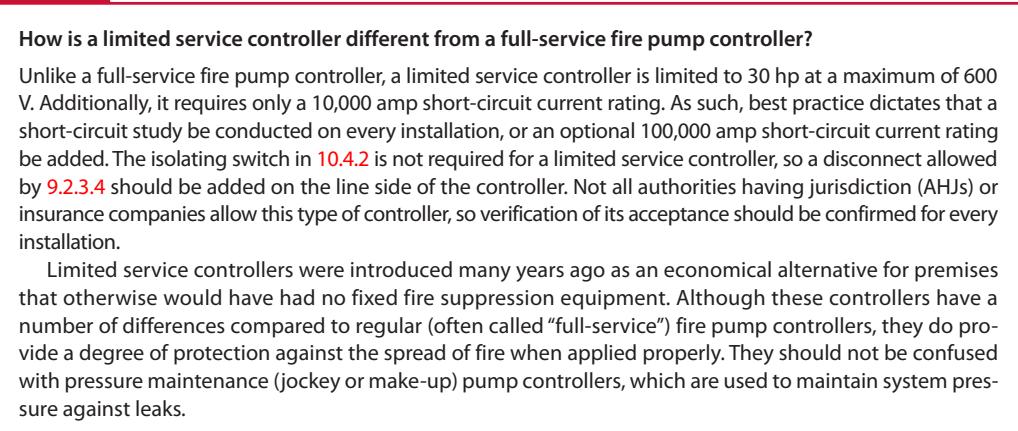 How is a limited service controller different from a full-service fire pump controller?
Unlike a full-service fire pump controller, a limited service controller is limited to 30 hp at a maximum of 600
V. Additionally, it requires only a 10,000 amp short-circuit current rating. As such, best practice dictates that a
short-circuit study be conducted on every installation, or an optional 100,000 amp short-circuit current rating
be added. The isolating switch in 10.4.2 is not required for a limited service controller, so a disconnect allowed
by 9.2.3.4 should be added on the line side of the controller. Not all authorities having jurisdiction (AHJs) or
insurance companies allow this type of controller, so verification of its acceptance should be confirmed for every
installation.
Limited service controllers were introduced many years ago as an economical alternative for premises
that otherwise would have had no fixed fire suppression equipment. Although these controllers have a
number of differences compared to regular (often called “full-service”) fire pump controllers, they do pro-
vide a degree of protection against the spread of fire when applied properly. They should not be confused
with pressure maintenance (jockey or make-up) pump controllers, which are used to maintain system pres-
sure against leaks.